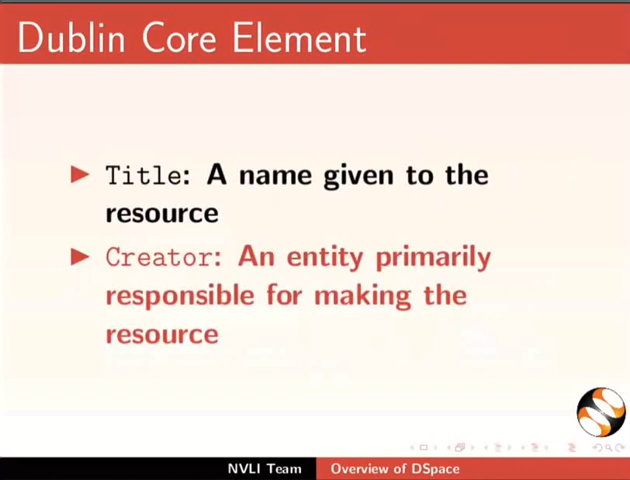 Dublin Core Element
Title: A name given to the
resource
Creator: An entity primarily
responsible for making the
resource
NVLI Team
Overview of DSpace